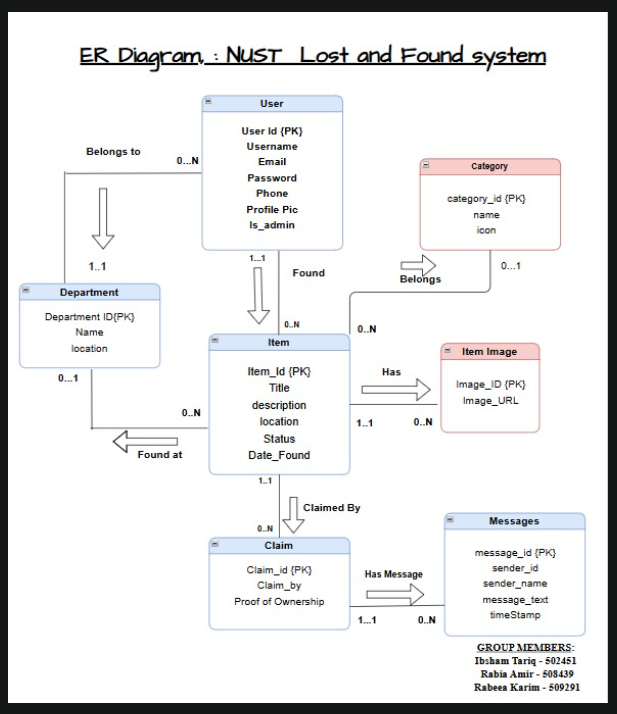 ER Diagram, : NUST Lost and Found system
User
User Id {PK}
Username
Email
Password
Phone
Profile Pic
Is_admin
Belongs to
0...N
1..1
Category
category_id {PK}
name
icon
1...1
Found
0..N
Belongs
0...1
0..N
Department
Department ID{PK}
Name
location
0...1
0..N
Found at
Item
Item_Id {PK}
Title
description
location
Status
Date_Found
Has
1..1
0..N
Item Image
Image_ID {PK}
Image_URL
1..1
Claimed By
0..N
Claim
Claim_id {PK}
Claim_by
Proof of Ownership
Has Message
1...1
0..N
Messages
message_id {PK}
sender_id
sender_name
message_text
timeStamp
GROUP MEMBERS:
Ibsham Tariq - 502451
Rabia Amir - 508439
Rabeea Karim - 509291